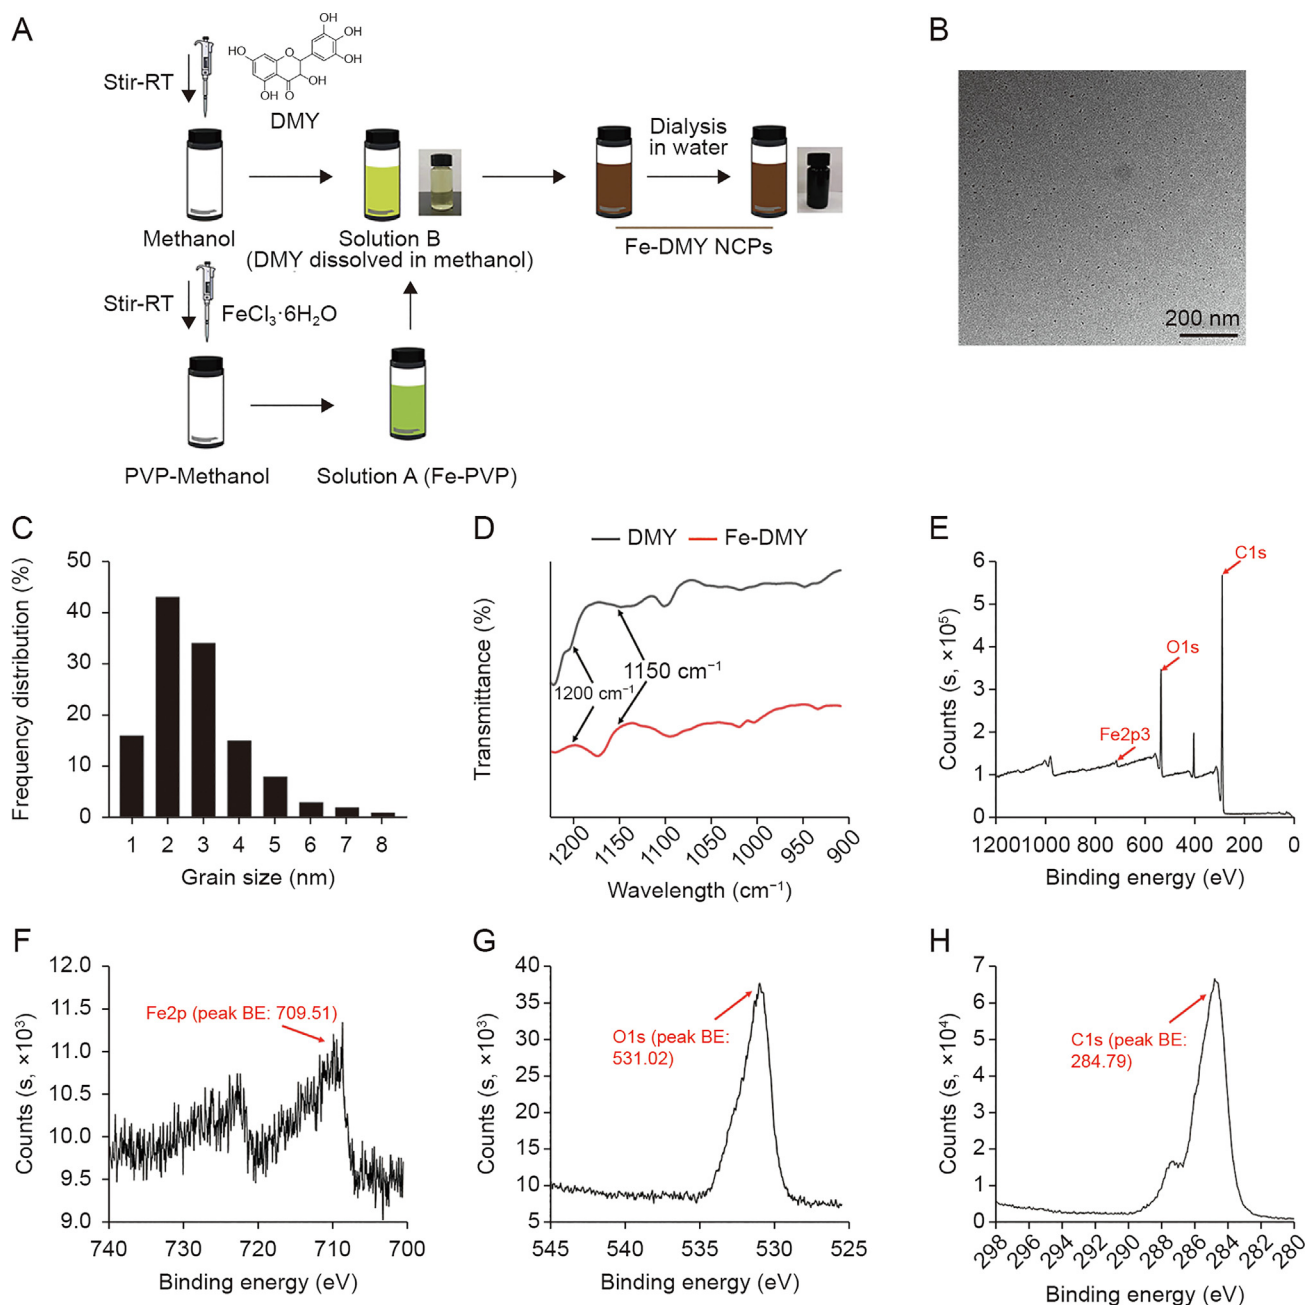 A
Stir-RT
OH
OH
HO
O
OH
OH
OH
O
DMY
Methanol
Solution B
(DMY dissolved in methanol)
Dialysis
in water
Fe-DMY NCPs
Stir-RT
FeCl₃·6H₂O
PVP-Methanol
Solution A (Fe-PVP)
B
200 nm
C
Frequency distribution (%)
50
40
30
20
10
0
1 2 3 4 5 6 7 8
Grain size (nm)
D
DMY Fe-DMY
Transmittance (%)
1150 cm⁻¹
1200 cm⁻¹
1200 1150 1100 1050 1000 950 900
Wavelength (cm⁻¹)
E
Counts (s, ×10⁵)
6
5
4
3
2
1
0
C1s
O1s
Fe2p3
1200 1000 800 600 400 200 0
Binding energy (eV)
F
Counts (s, ×10³)
12.0
11.5
11.0
10.5
10.0
9.5
9.0
Fe2p (peak BE: 709.51)
740 730 720 710 700
Binding energy (eV)
G
Counts (s, ×10³)
40
35
30
25
20
15
10
5
O1s (peak BE:
531.02)
545 540 535 530 525
Binding energy (eV)
H
Counts (s, ×10⁴)
7
6
5
4
3
2
1
0
C1s (peak BE:
284.79)
298 296 294 292 290 288 286 284 282 280
Binding energy (eV)